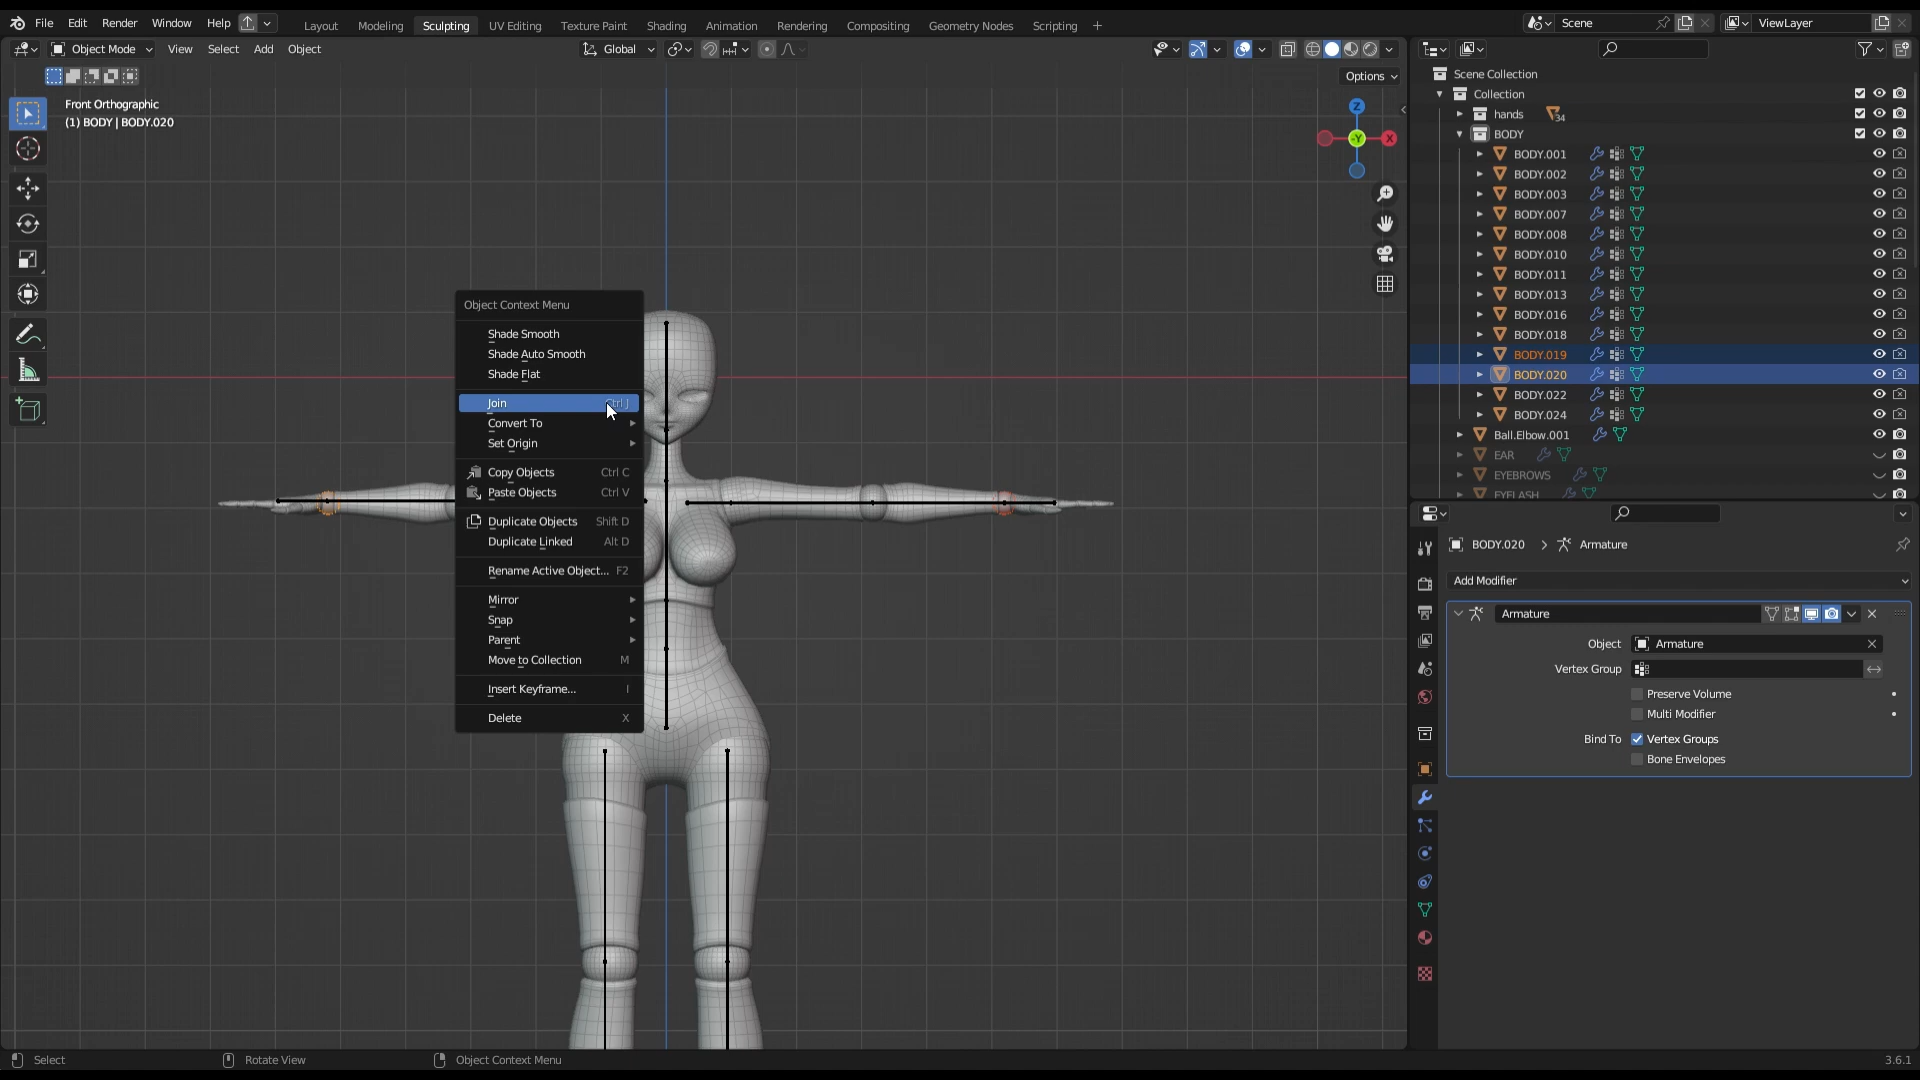 File Edit Render Window Help
Layout Modeling Sculpting UV Editing Texture Paint Shading Animation Rendering Compositing Geometry Nodes Scripting +
Scene
ViewLayer
Object Mode View Select Add Object
Global
Options
Front Orthographic
(1) BODY | BODY.020
Z
-Y
X
Object Context Menu
Shade Smooth
Shade Auto Smooth
Shade Flat
Join Ctrl J
Convert To
Set Origin
Copy Objects Ctrl C
Paste Objects Ctrl V
Duplicate Objects Shift D
Duplicate Linked Alt D
Rename Active Object... F2
Mirror
Snap
Parent
Move to Collection M
Insert Keyframe... I
Delete X
Scene Collection
Collection
hands 34
BODY
BODY.001
BODY.002
BODY.003
BODY.007
BODY.008
BODY.010
BODY.011
BODY.013
BODY.016
BODY.018
BODY.019
BODY.020
BODY.022
BODY.024
Ball.Elbow.001
EAR
EYEBROWS
EYELASH
BODY.020 > Armature
Add Modifier
Armature
Object Armature
Vertex Group
Preserve Volume
Multi Modifier
Bind To Vertex Groups
Bone Envelopes
Select
Rotate View
Object Context Menu
3.6.1